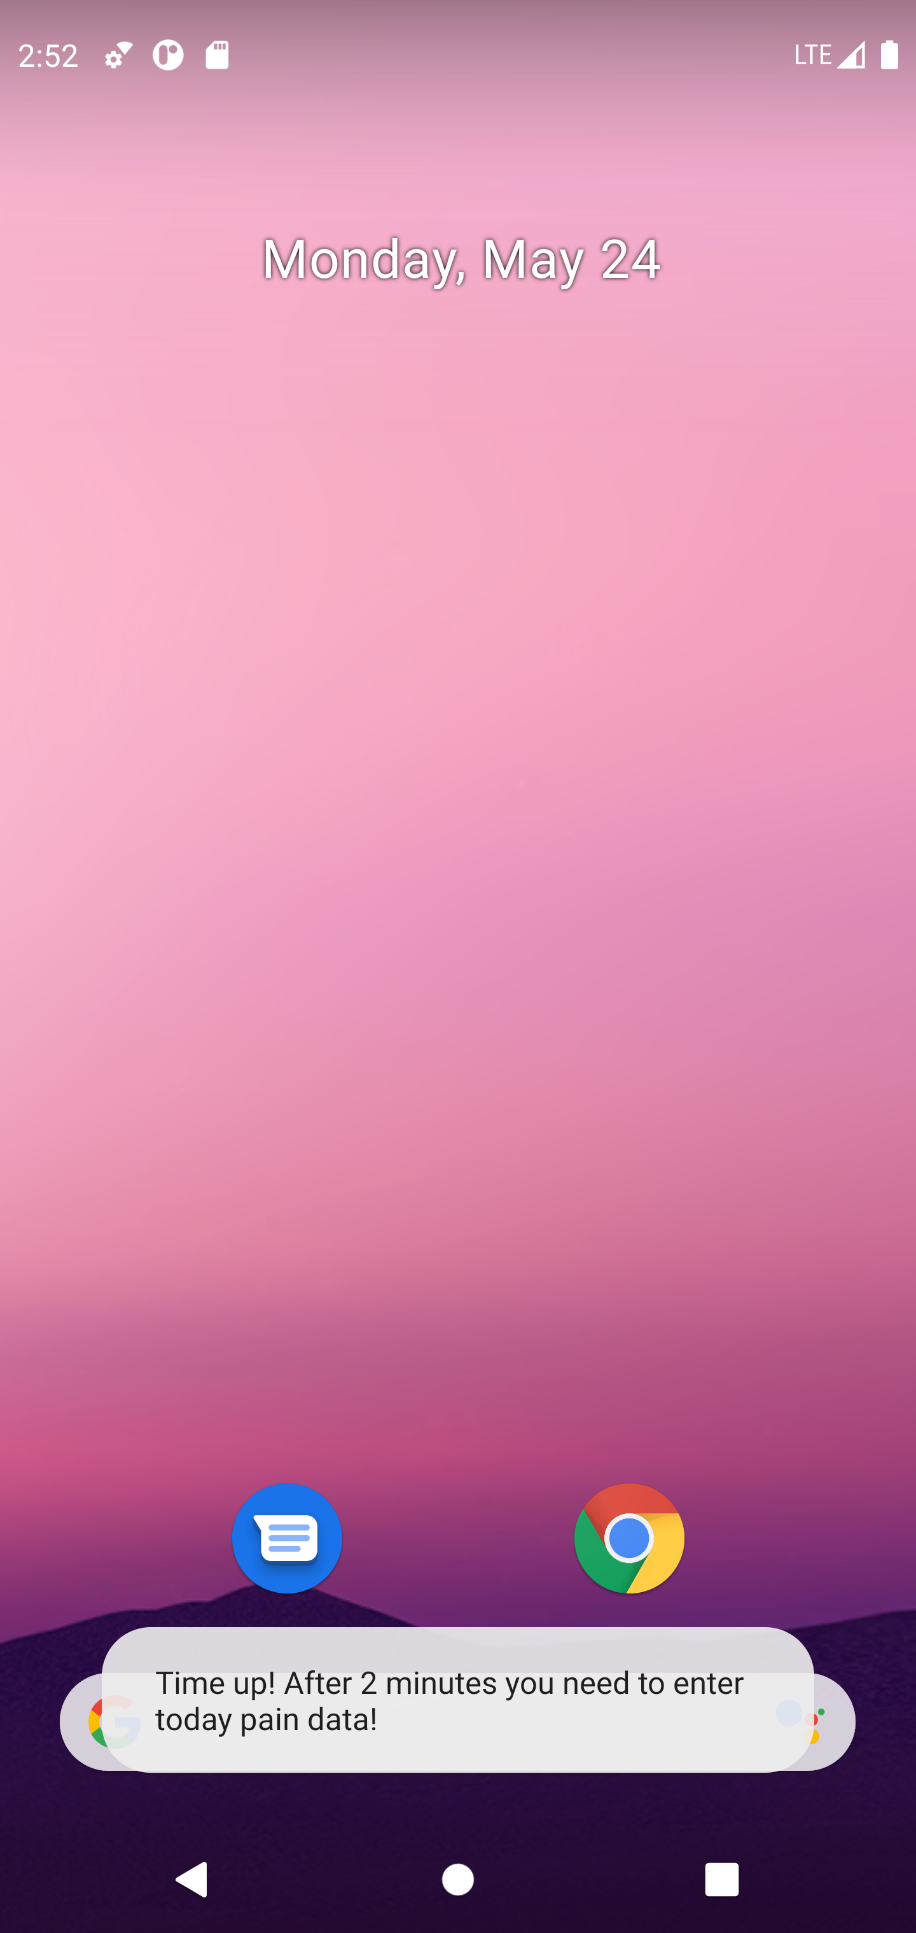 2:52
LTE
Monday, May 24
Time up! After 2 minutes you need to enter
today pain data!